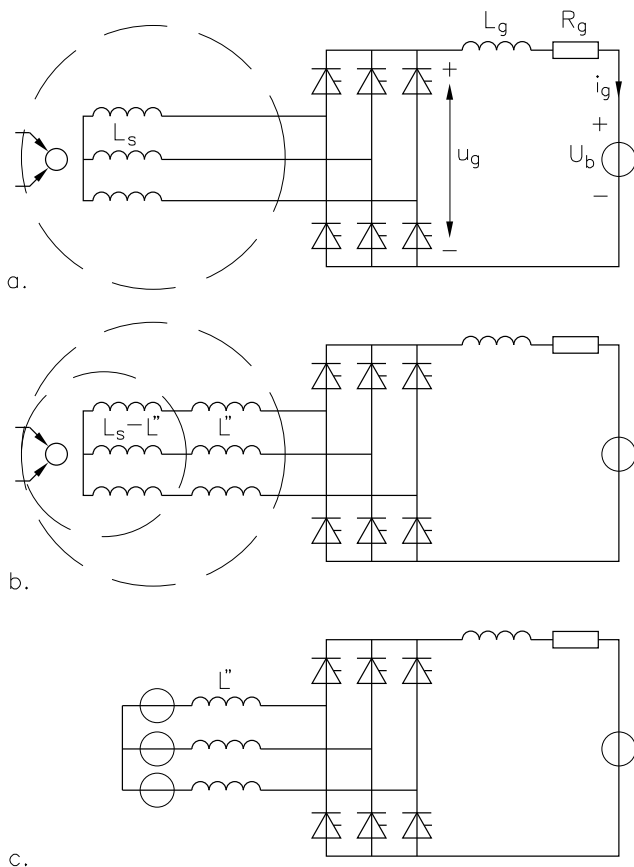 L_g R_g
i_g
+ +
L_s
u_g U_b
− −
a.
L_s−L" L"
b.
L"
c.